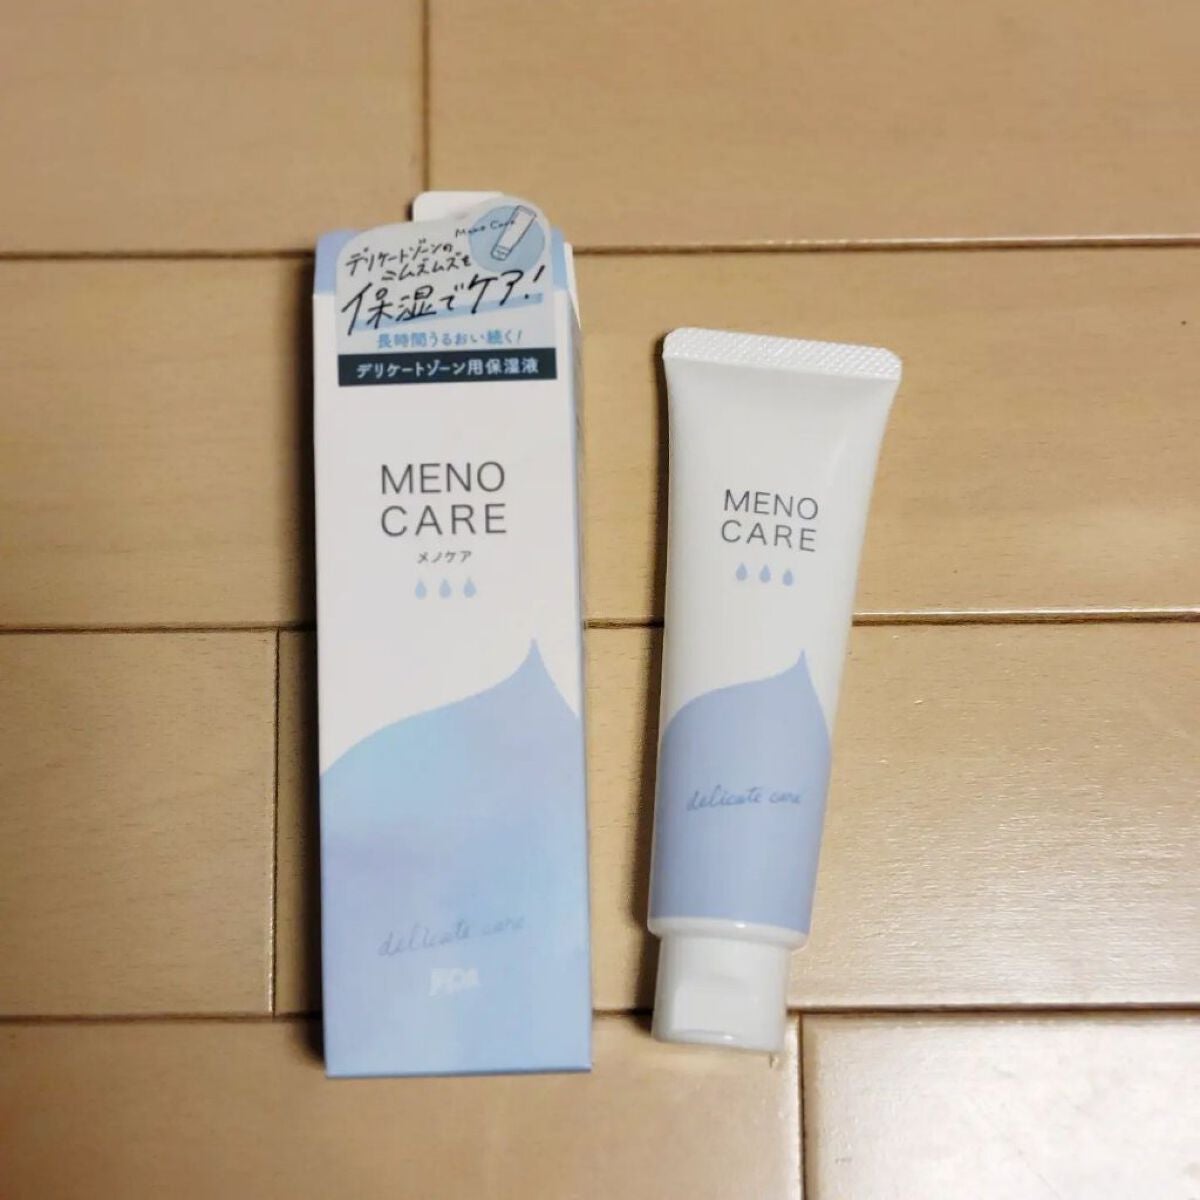 Meno Care
デリケートゾーンの
ムズムズを
保湿でケア!
長時間うるおい続く!
デリケートゾーン用保湿液
MENO
CARE
メノケア
delicate care
MENO
CARE
delicate care